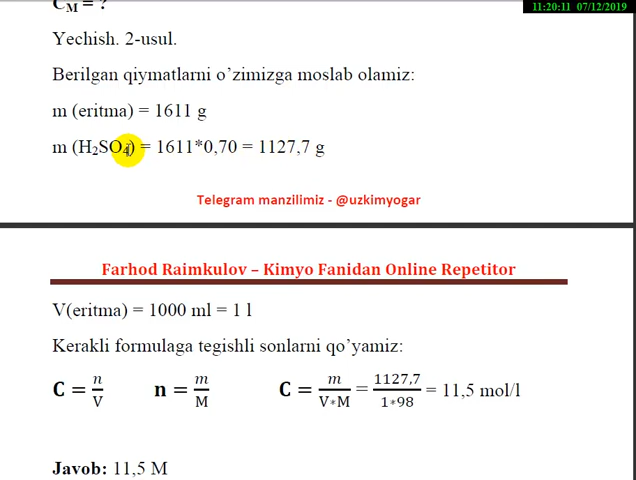 11:20:11 07/12/2019
C_M = ?
Yechish. 2-usul.
Berilgan qiymatlarni o’zimizga moslab olamiz:
m (eritma) = 1611 g
m (H₂SO₄) = 1611*0,70 = 1127,7 g
Telegram manzilimiz - @uzkimyogar
Farhod Raimkulov – Kimyo Fanidan Online Repetitor
V(eritma) = 1000 ml = 1 l
Kerakli formulaga tegishli sonlarni qo’yamiz:
C = n/V n = m/M C = m/V∗M = 1127,7/1∗98 = 11,5 mol/l
Javob: 11,5 M